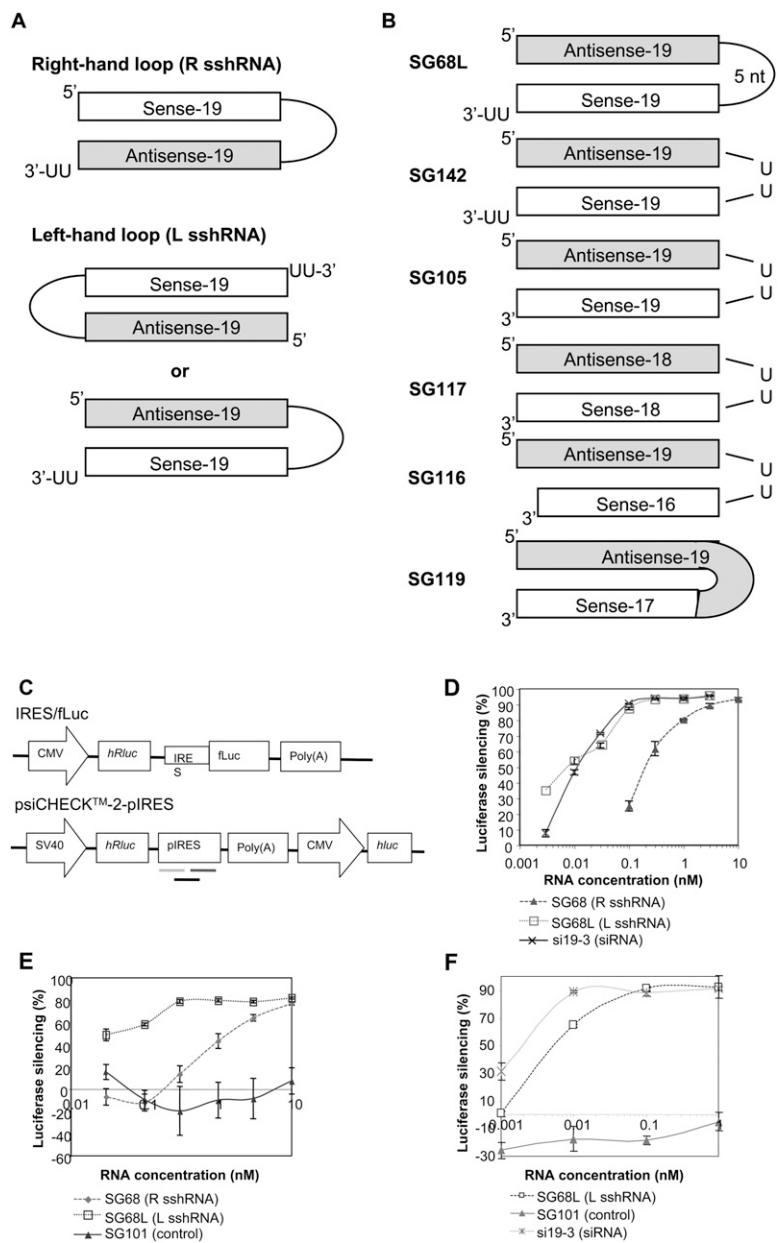 A
Right-hand loop (R sshRNA)
5’
Sense-19
Antisense-19
3’-UU
Left-hand loop (L sshRNA)
UU-3’
Sense-19
Antisense-19
5’
or
5’
Antisense-19
Sense-19
3’-UU
B
SG68L
5’
Antisense-19
5 nt
Sense-19
3’-UU
SG142
5’
Antisense-19
U
U
Sense-19
3’-UU
SG105
5’
Antisense-19
U
U
Sense-19
3’
SG117
5’
Antisense-18
U
U
Sense-18
3’
SG116
5’
Antisense-19
U
U
Sense-16
3’
SG119
5’
Antisense-19
Sense-17
3’
C
IRES/fLuc
CMV hRluc IRES fLuc Poly(A)
psiCHECK™-2-pIRES
SV40 hRluc pIRES Poly(A) CMV hluc
D
Luciferase silencing (%)
100
90
80
70
60
50
40
30
20
10
0
0.001 0.01 0.1 1 10
RNA concentration (nM)
SG68 (R sshRNA)
SG68L (L sshRNA)
si19-3 (siRNA)
E
Luciferase silencing (%)
100
80
60
40
20
0
-20
-40
-60
0.01 0.1 1 10
RNA concentration (nM)
SG68 (R sshRNA)
SG68L (L sshRNA)
SG101 (control)
F
Luciferase silencing (%)
90
70
50
30
10
-10
-30
0.001 0.01 0.1 1
RNA concentration (nM)
SG68L (L sshRNA)
SG101 (control)
si19-3 (siRNA)